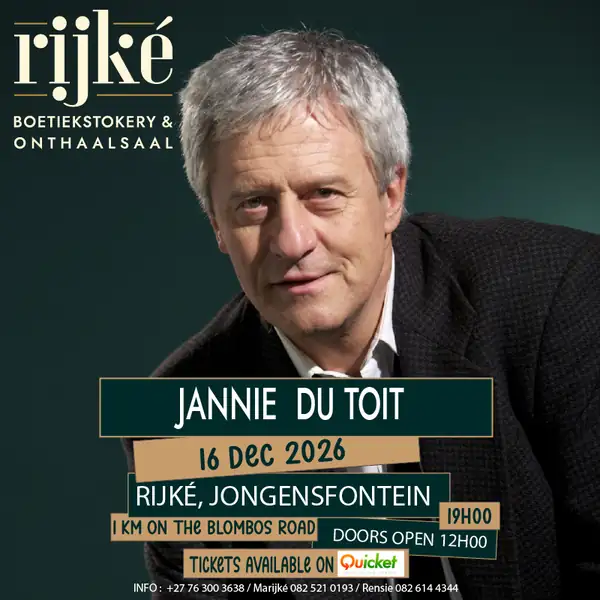 rijké
BOETIEKSTOKERY &
ONTHAALSAAL
JANNIE DU TOIT
16 DEC 2026
RIJKÉ, JONGENSFONTEIN
19H00
1 KM ON THE BLOMBOS ROAD
DOORS OPEN 12H00
TICKETS AVAILABLE ON Quicket
INFO : +27 76 300 3638 / Marijké 082 521 0193 / Rensie 082 614 4344